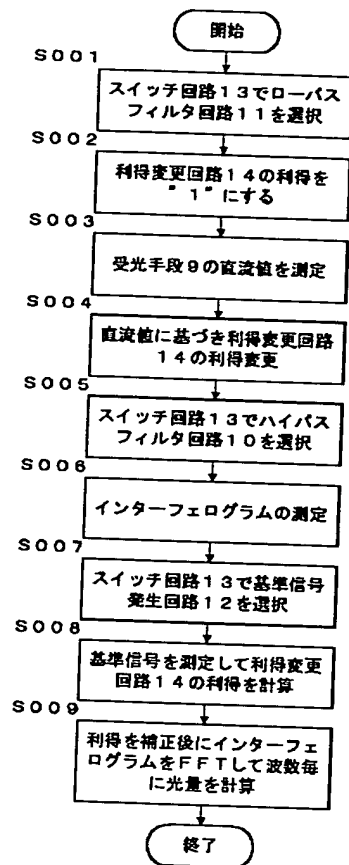 開始
S001
スイッチ回路13でローパス
フィルタ回路11を選択
S002
利得変更回路14の利得を
"1"にする
S003
受光手段9の直流値を測定
S004
直流値に基づき利得変更回路
14の利得変更
S005
スイッチ回路13でハイパス
フィルタ回路10を選択
S006
インターフェログラムの測定
S007
スイッチ回路13で基準信号
発生回路12を選択
S008
基準信号を測定して利得変更
回路14の利得を計算
S009
利得を補正後にインターフェ
ログラムをFFTして波数毎
に光量を計算
終了